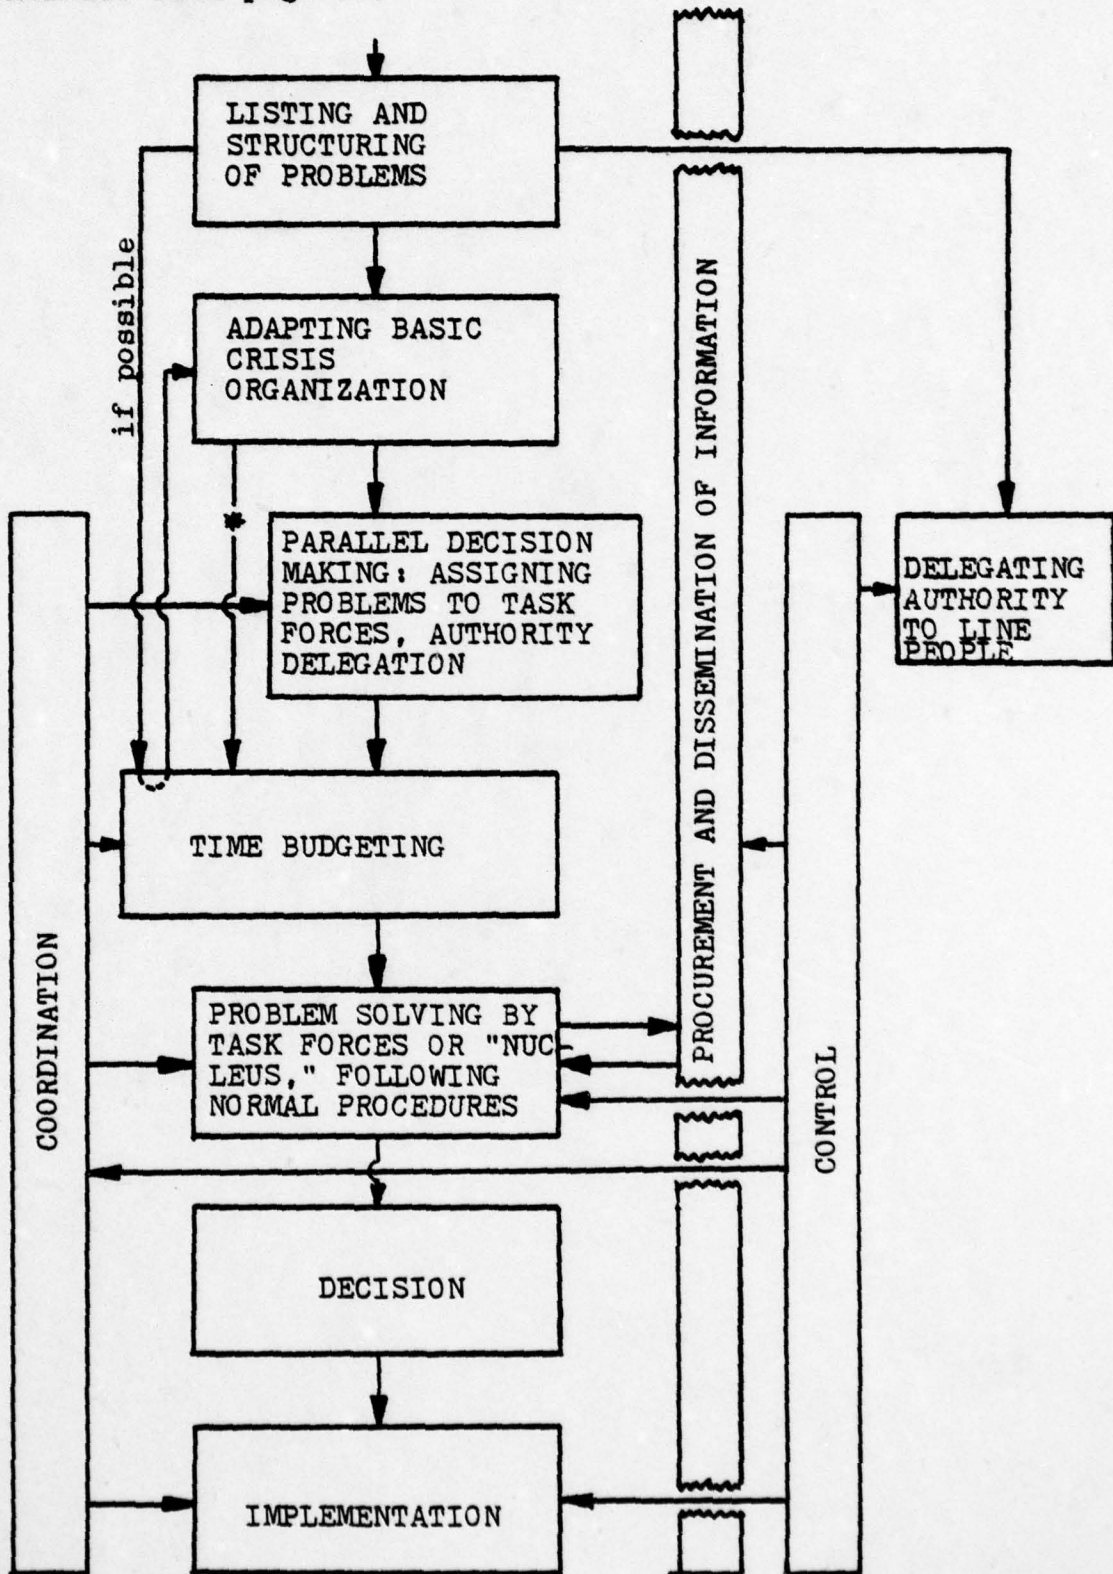 LISTING AND
STRUCTURING
OF PROBLEMS
if possible
ADAPTING BASIC
CRISIS
ORGANIZATION
*
PARALLEL DECISION
MAKING: ASSIGNING
PROBLEMS TO TASK
FORCES, AUTHORITY
DELEGATION
PROCUREMENT AND DISSEMINATION OF INFORMATION
DELEGATING
AUTHORITY
TO LINE
PEOPLE
TIME BUDGETING
COORDINATION
PROBLEM SOLVING BY
TASK FORCES OR "NUC-
LEUS," FOLLOWING
NORMAL PROCEDURES
CONTROL
DECISION
IMPLEMENTATION